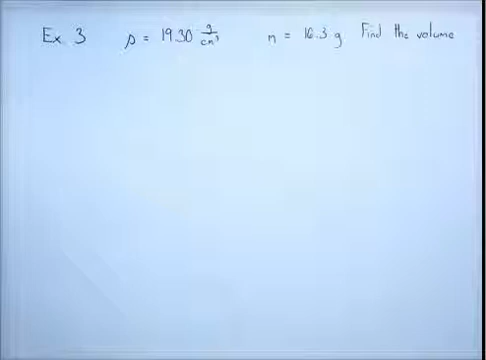 Ex. 3 ρ = 19.30 g/cm³ m = 16.3 g Find the volume